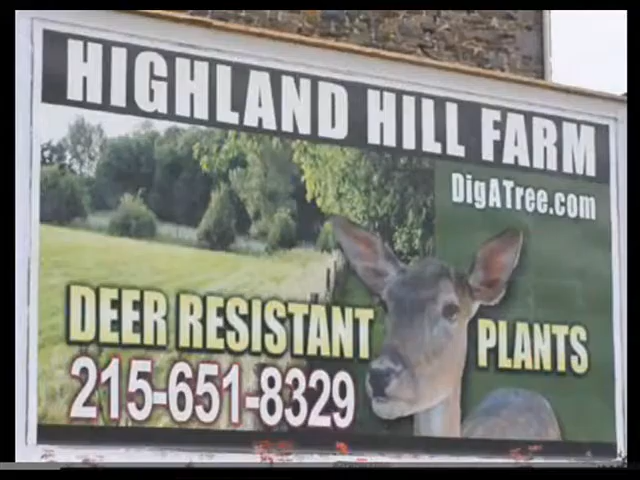 HIGHLAND HILL FARM
DigATree.com
DEER RESISTANT PLANTS
215-651-8329